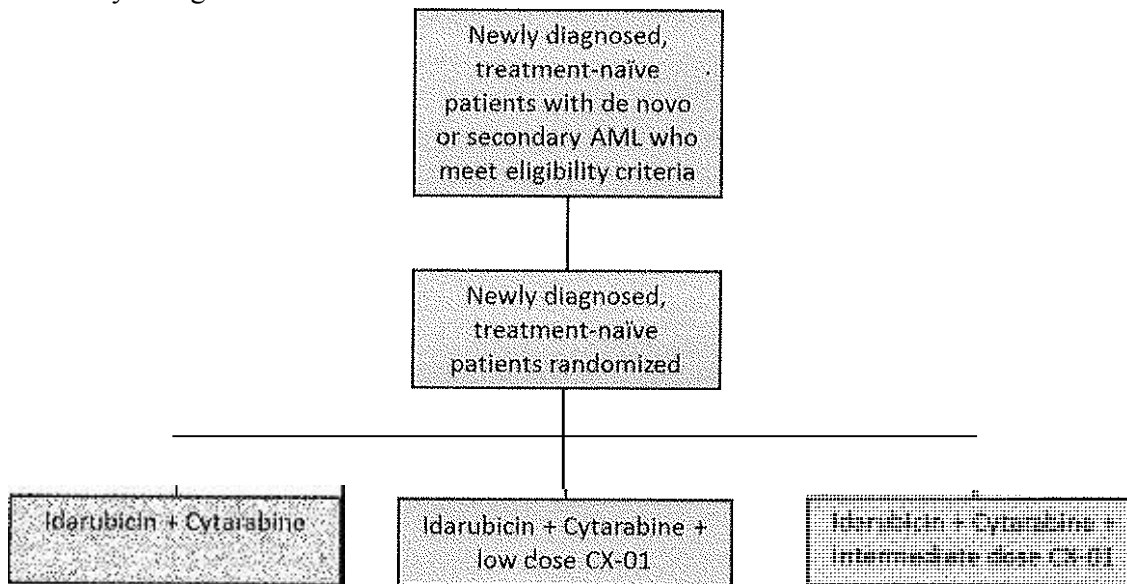 Newly diagnosed,
treatment-naïve
patients with de novo
or secondary AML who
meet eligibility criteria
Newly diagnosed,
treatment-naïve
patients randomized
Idarubicin + Cytarabine
Idarubicin + Cytarabine +
low dose CX-01
Idarubicin + Cytarabine +
intermediate dose CX-01